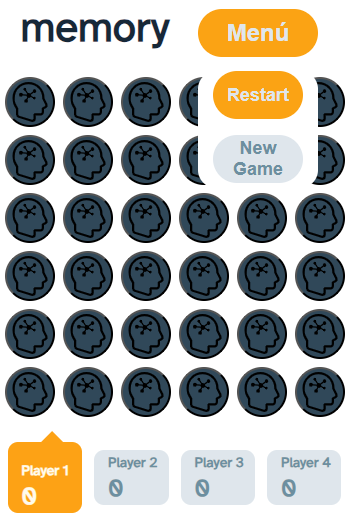 memory
Menú
Restart
New
Game
Player 1
0
Player 2
0
Player 3
0
Player 4
0